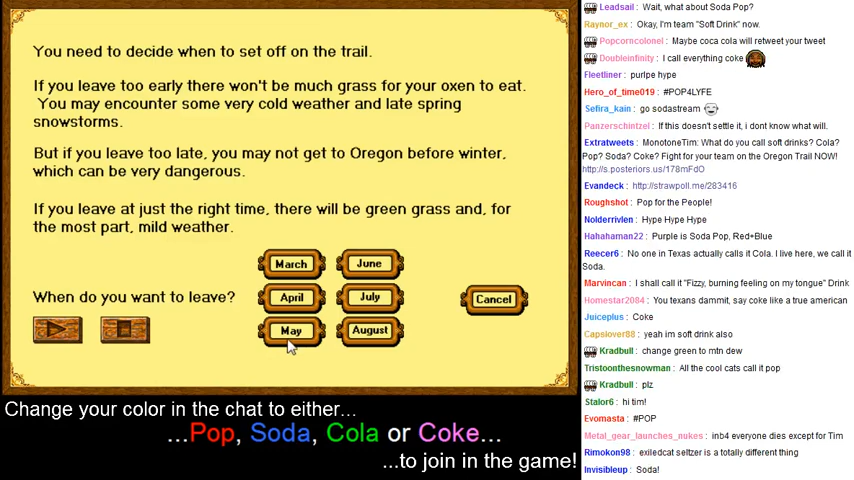 You need to decide when to set off on the trail.
If you leave too early there won't be much grass for your oxen to eat.
You may encounter some very cold weather and late spring
snowstorms.
But if you leave too late, you may not get to Oregon before winter,
which can be very dangerous.
If you leave at just the right time, there will be green grass and, for
the most part, mild weather.
When do you want to leave?
March
June
April
July
May
August
Cancel
Change your color in the chat to either...
...Pop, Soda, Cola or Coke...
...to join in the game!
Leadsail: Wait, what about Soda Pop?
Raynor_ex: Okay, I'm team "Soft Drink" now.
Popcorncolonel: Maybe coca cola will retweet your tweet
Doubleinfinity: I call everything coke
Fleetliner: purlpe hype
Hero_of_time019: #POP4LYFE
Sefira_kain: go sodastream
Panzerschintzel: If this doesn't settle it, i dont know what will.
Extratweets: MonotoneTim: What do you call soft drinks? Cola?
Pop? Soda? Coke? Fight for your team on the Oregon Trail NOW!
http://s.posteriors.us/178mFdO
Evandeck: http://strawpoll.me/283416
Roughshot: Pop for the People!
Nolderrivlen: Hype Hype Hype
Hahahaman22: Purple is Soda Pop, Red+Blue
Reecer6: No one in Texas actually calls it Cola. I live here, we call it
Soda.
Marvincan: I shall call it "Fizzy, burning feeling on my tongue" Drink
Homestar2084: You texans dammit, say coke like a true american
Juiceplus: Coke
Capslover88: yeah im soft drink also
Kradbull: change green to mtn dew
Tristoonthesnowman: All the cool cats call it pop
Kradbull: plz
Stalor6: hi tim!
Evomasta: #POP
Metal_gear_launches_nukes: inb4 everyone dies except for Tim
Rimokon98: exiledcat seltzer is a totally different thing
Invisibleup: Soda!